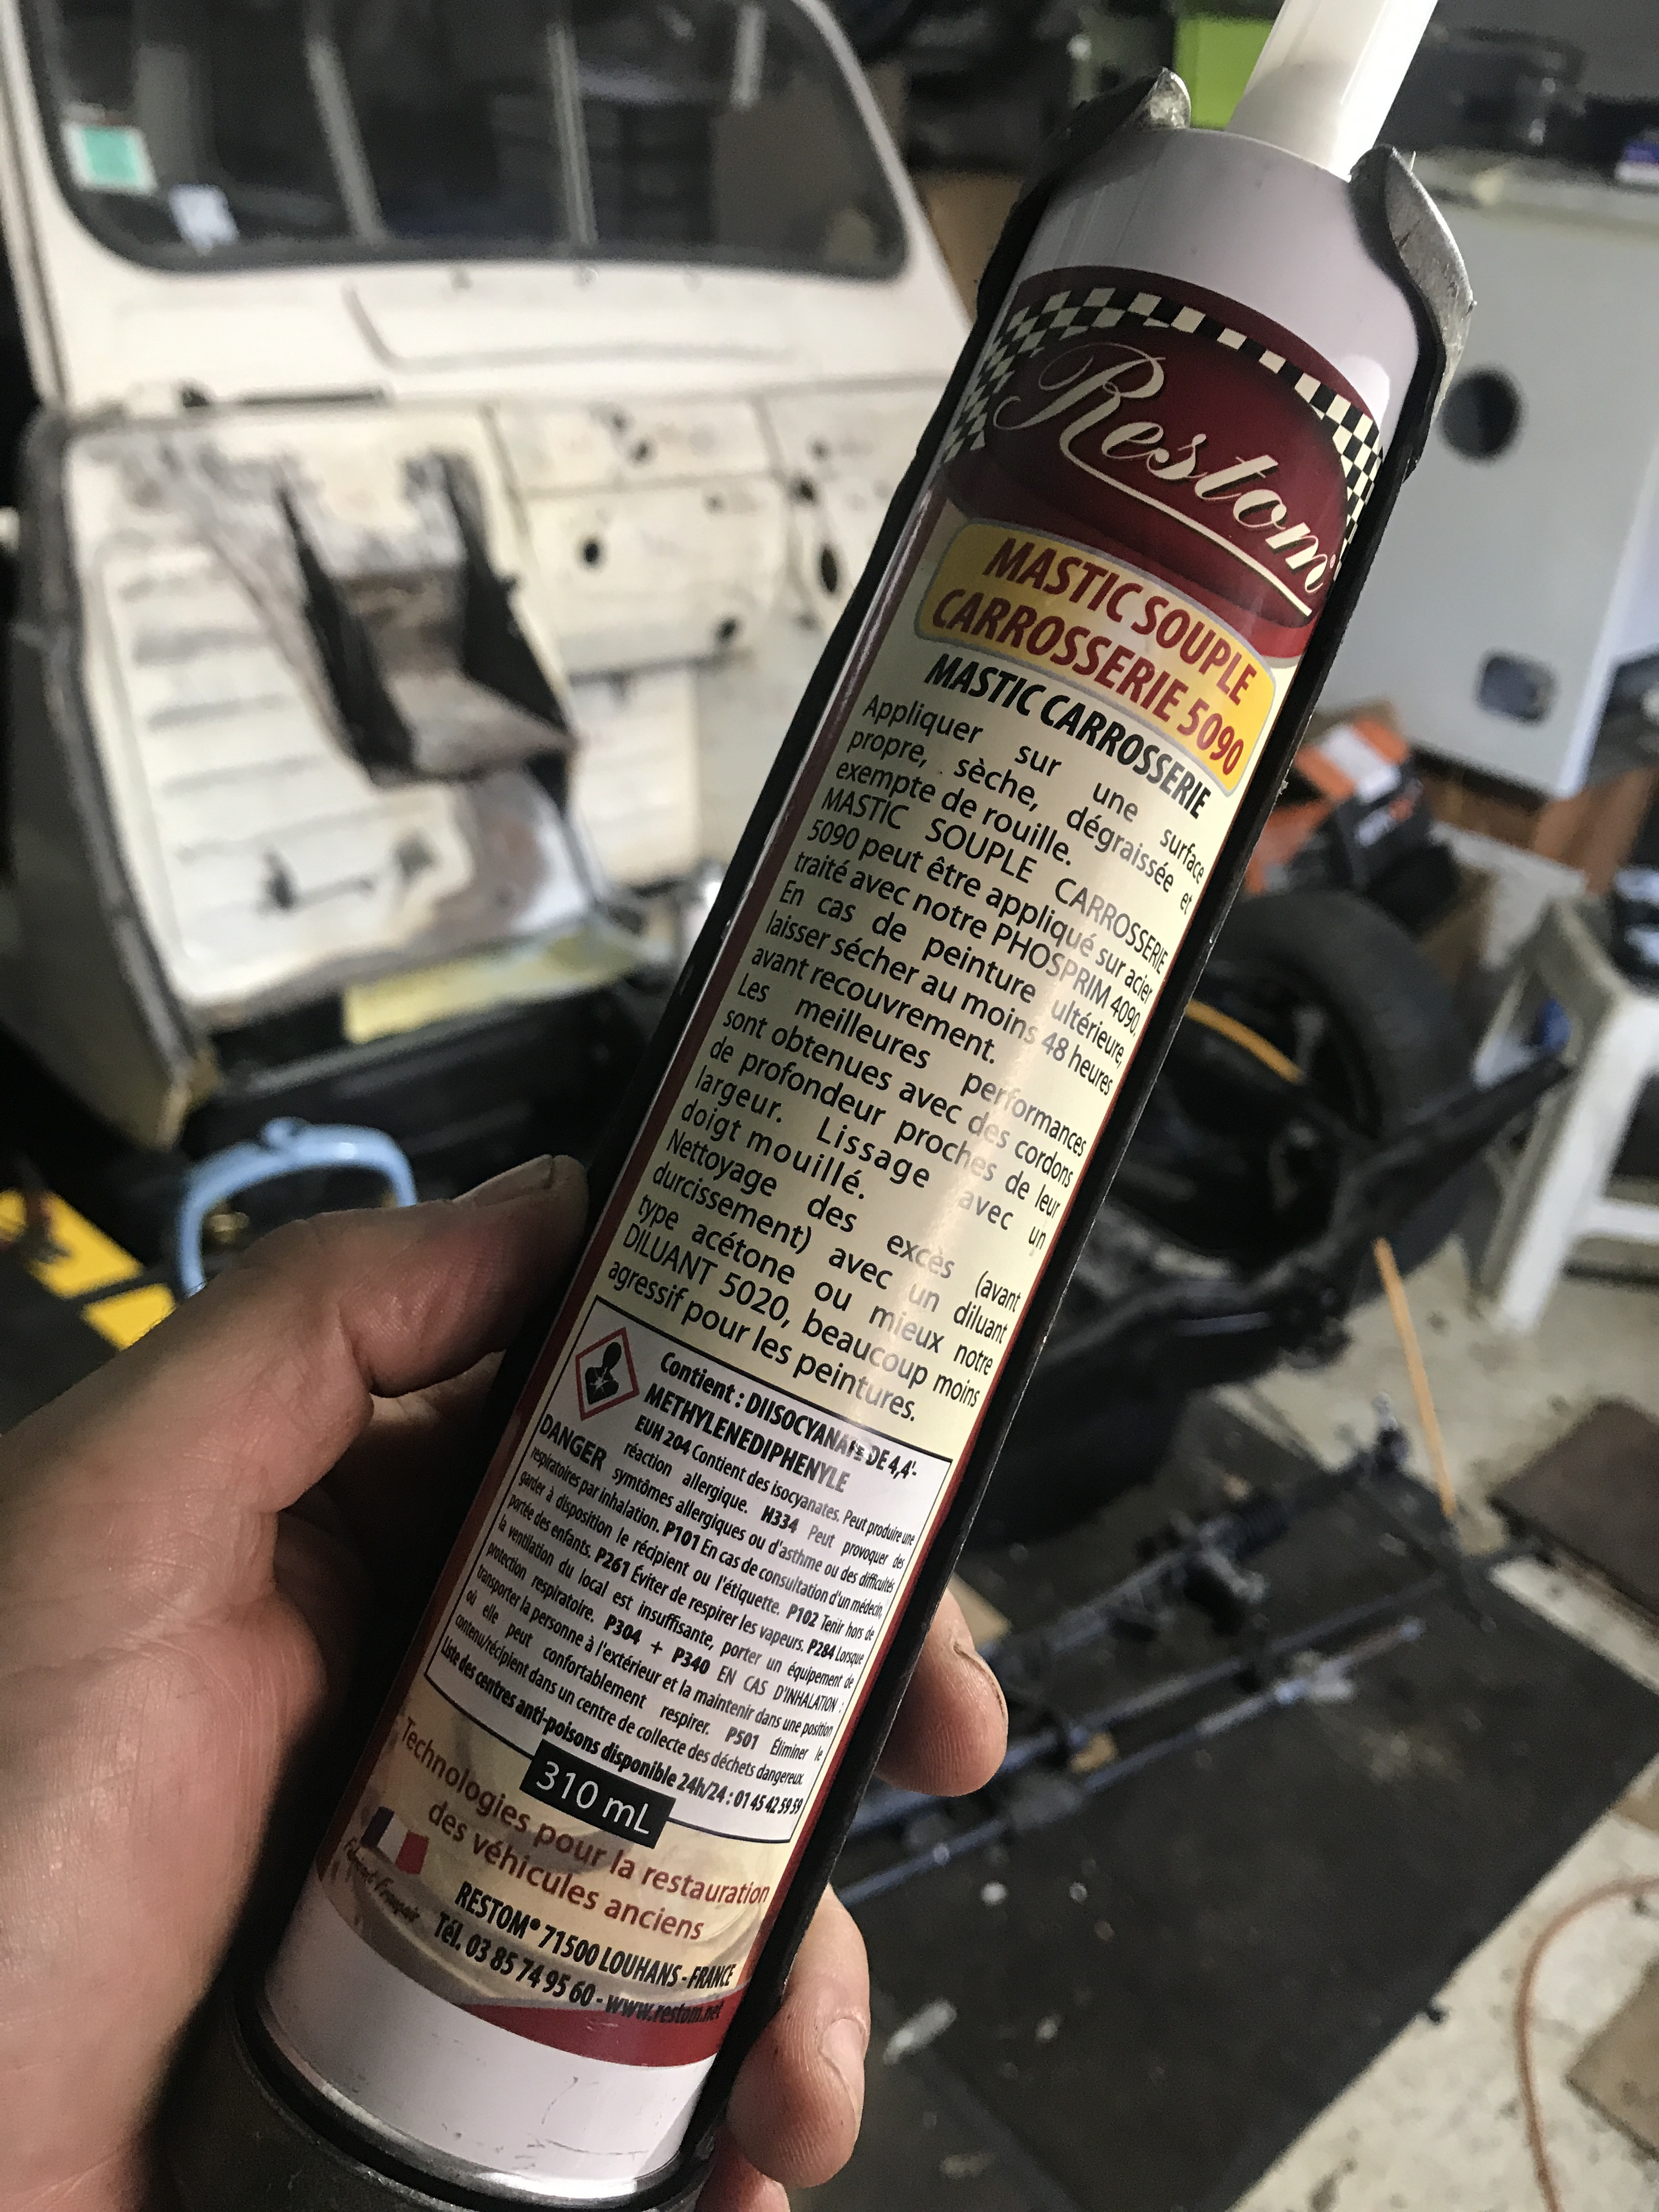 Restom
MASTIC SOUPLE
CARROSSERIE 5090
MASTIC CARROSSERIE
Appliquer sur une surface
propre, sèche, dégraissée et
exempte de rouille.
MASTIC SOUPLE CARROSSERIE
5090 peut être appliqué sur acier
traité avec notre PHOSPRIM 4090.
En cas de peinture ultérieure,
laisser sécher au moins 48 heures
avant recouvrement.
Les meilleures performances
sont obtenues avec des cordons
de profondeur proches de leur
largeur. Lissage avec un
doigt mouillé.
Nettoyage des excès (avant
durcissement) avec un diluant
type acétone ou mieux notre
DILUANT 5020, beaucoup moins
agressif pour les peintures.
Contient : DIISOCYANATE DE 4,4'-
METHYLENEDIPHENYLE
EUH 204 Contient des isocyanates. Peut produire une
réaction allergique. H334 Peut provoquer des
DANGER symtômes allergiques ou d'asthme ou des difficultés
respiratoires par inhalation. P101 En cas de consultation d'un médecin,
garder à disposition le récipient ou l'étiquette. P102 Tenir hors de
portée des enfants. P261 Éviter de respirer les vapeurs. P284 Lorsque
la ventilation du local est insuffisante, porter un équipement de
protection respiratoire. P304 + P340 EN CAS D'INHALATION :
transporter la personne à l'extérieur et la maintenir dans une position
où elle peut confortablement respirer. P501 Éliminer le
contenu/récipient dans un centre de collecte des déchets dangereux.
Liste des centres anti-poisons disponible 24h/24 : 01 45 42 59 59
310 mL
Technologies pour la restauration
des véhicules anciens
Fabricant Français
RESTOM® 71500 LOUHANS - FRANCE
Tél. 03 85 74 95 60 - www.restom.net